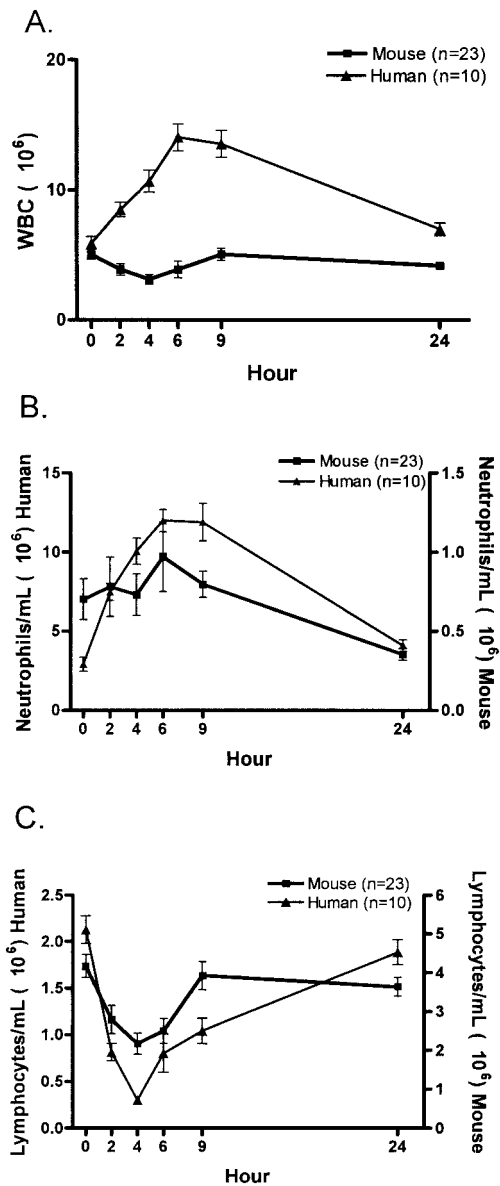 A.
Mouse (n=23)
Human (n=10)
20
10
0
WBC ( 10⁶)
0 2 4 6 9 24
Hour
B.
Mouse (n=23)
Human (n=10)
15
10
5
0
Neutrophils/mL ( 10⁶) Human
1.5
1.0
0.5
0.0
Neutrophils/mL ( 10⁶) Mouse
0 2 4 6 9 24
Hour
C.
Mouse (n=23)
Human (n=10)
2.5
2.0
1.5
1.0
0.5
0.0
Lymphocytes/mL ( 10⁶) Human
6
5
4
3
2
1
0
Lymphocytes/mL ( 10⁶) Mouse
0 2 4 6 9 24
Hour